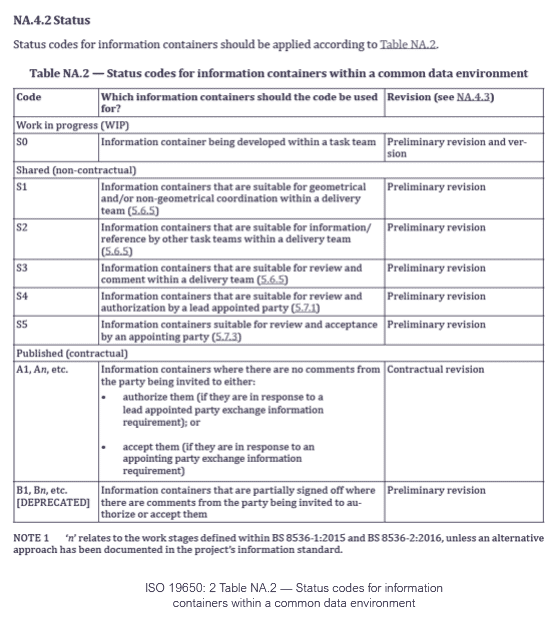 NA.4.2 Status
Status codes for information containers should be applied according to Table NA.2.
Table NA.2 — Status codes for information containers within a common data environment
Code
Which information containers should the code be used
for?
Revision (see NA.4.3)
Work in progress (WIP)
S0
Information container being developed within a task team
Preliminary revision and ver-
sion
Shared (non-contractual)
S1
Information containers that are suitable for geometrical
and/or non-geometrical coordination within a delivery
team (5.6.5)
Preliminary revision
S2
Information containers that are suitable for information/
reference by other task teams within a delivery team
(5.6.5)
Preliminary revision
S3
Information containers that are suitable for review and
comment within a delivery team (5.6.5)
Preliminary revision
S4
Information containers that are suitable for review and
authorization by a lead appointed party (5.7.1)
Preliminary revision
S5
Information containers suitable for review and acceptance
by an appointing party (5.7.3)
Preliminary revision
Published (contractual)
A1, An, etc.
Information containers where there are no comments from
the party being invited to either:
• authorize them (if they are in response to a
lead appointed party exchange information
requirement); or
• accept them (if they are in response to an
appointing party exchange information
requirement)
Contractual revision
B1, Bn, etc.
[DEPRECATED]
Information containers that are partially signed off where
there are comments from the party being invited to au-
thorize or accept them
Preliminary revision
NOTE 1 'n' relates to the work stages defined within BS 8536-1:2015 and BS 8536-2:2016, unless an alternative
approach has been documented in the project's information standard.
ISO 19650: 2 Table NA.2 — Status codes for information
containers within a common data environment